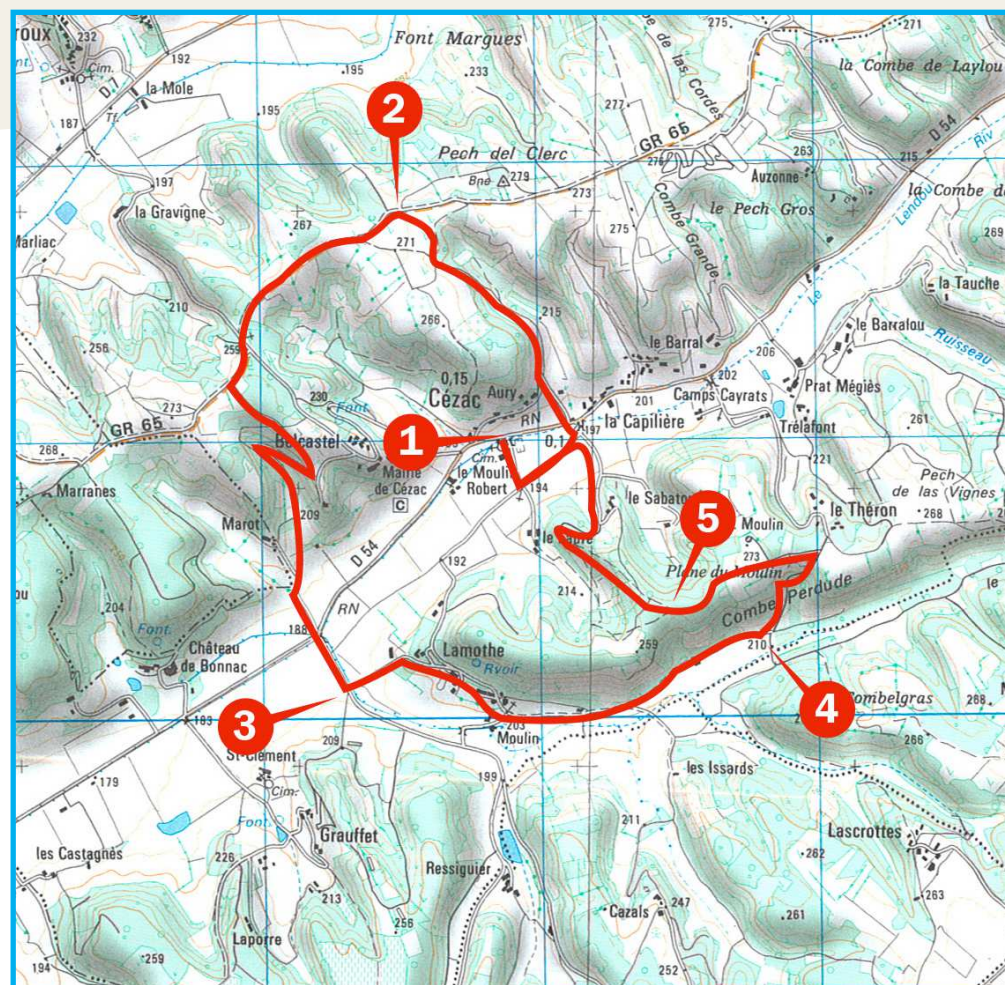 roux
232
Cim.
la Mole
D.7
Tf.
192
187
195
Font Margues
233
275
de las Cordes
271
la Combe de Laylou
D 54
277
GR 65
2
Pech del Clerc
Bne
279
273
276
263
Auzonne
215
Riv
Lendou
le
197
la Gravigne
267
271
275
Combe Grande
le Pech Gros
269
Marliac
195
210
266
215
le Barral
la Tauche
le Barralou
Ruisseau
259
256
0,15
Cézac
Aury
206
202
Camps Cayrats
Prat Mégiès
273
GR 65
230
Font.
RN
201
la Capilière
197
Trélafont
261
268
Belcastel
1
Cim.
0,1
221
Marranes
Mairie
de Cézac
C
le Moulin
Robert
194
le Sabatou
5
Moulin
Pech
de las Vignes
268
le Théron
Marot
209
D 54
192
273
Plane du Moulin
Combe Perdude
204
Font.
RN
214
259
188
Château
de Bonnac
Lamothe
Rvoir
210
4
Combelgras
268
3
183
203
Moulin
266
St Clément
Cim.
209
199
les Issards
179
Font.
Grauffet
211
Lascrottes
les Castagnés
226
Ressiguier
262
213
263
Cazals
247
261
Laporre
256
194
259
252